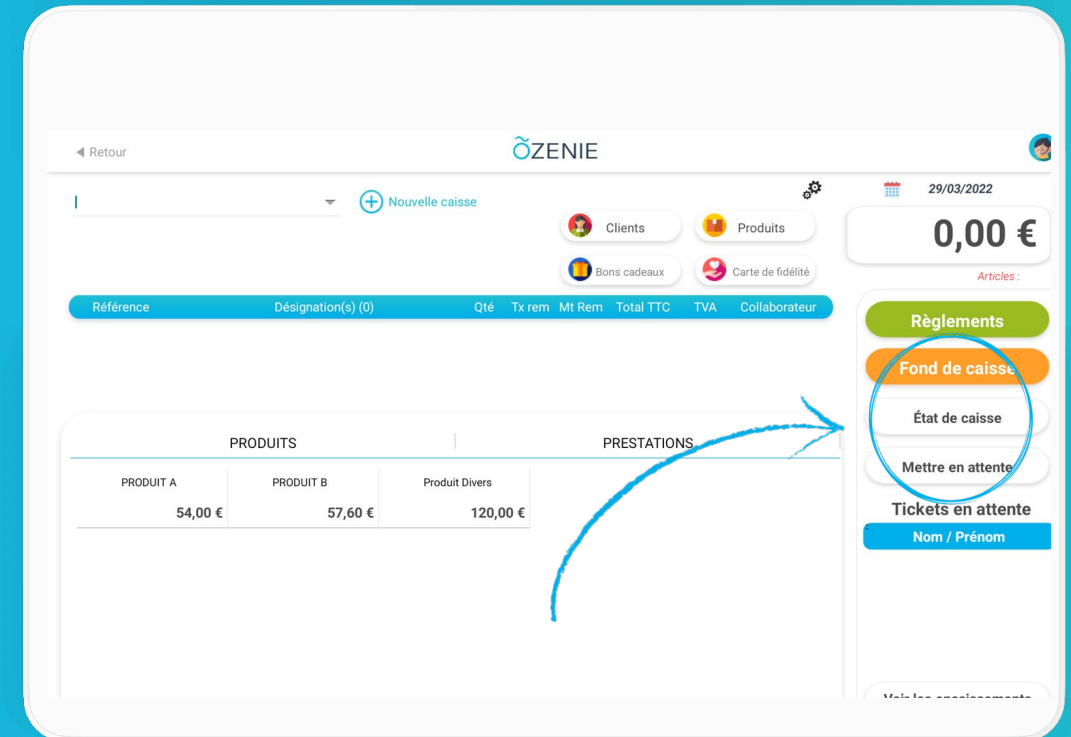 Retour
ÕZENIE
Nouvelle caisse
29/03/2022
Clients
Produits
0,00 €
Bons cadeaux
Carte de fidélité
Articles :
Référence Désignation(s) (0) Qté Tx rem Mt Rem Total TTC TVA Collaborateur
Règlements
Fond de caisse
État de caisse
Mettre en attente
Tickets en attente
Nom / Prénom
PRODUITS PRESTATIONS
PRODUIT A PRODUIT B Produit Divers
54,00 € 57,60 € 120,00 €